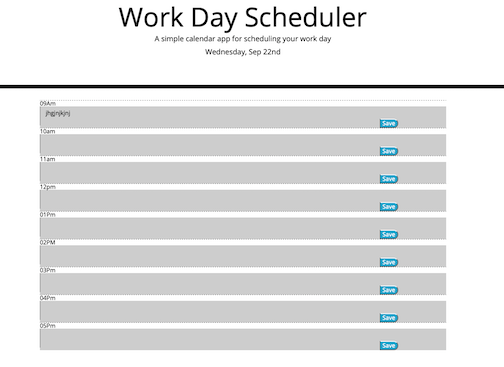 Work Day Scheduler
A simple calendar app for scheduling your work day
Wednesday, Sep 22nd
09Am
Save
10am
Save
11am
Save
12pm
Save
01Pm
Save
02PM
Save
03Pm
Save
04Pm
Save
05Pm
Save